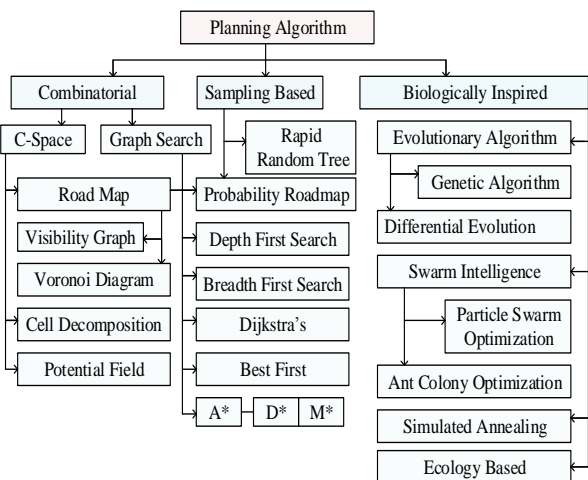 Planning Algorithm
Combinatorial
Sampling Based
Biologically Inspired
C-Space
Graph Search
Rapid
Random Tree
Evolutionary Algorithm
Genetic Algorithm
Road Map
Probability Roadmap
Differential Evolution
Visibility Graph
Depth First Search
Voronoi Diagram
Breadth First Search
Swarm Intelligence
Cell Decomposition
Dijkstra's
Particle Swarm
Optimization
Potential Field
Best First
Ant Colony Optimization
A*
D*
M*
Simulated Annealing
Ecology Based